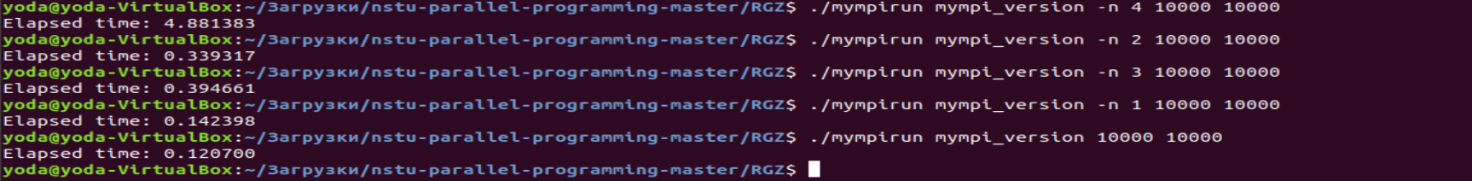 yoda@yoda-VirtualBox:~/Загрузки/nstu-parallel-programming-master/RGZ$ ./mympirun mympi_version -n 4 10000 10000
Elapsed time: 4.881383
yoda@yoda-VirtualBox:~/Загрузки/nstu-parallel-programming-master/RGZ$ ./mympirun mympi_version -n 2 10000 10000
Elapsed time: 0.339317
yoda@yoda-VirtualBox:~/Загрузки/nstu-parallel-programming-master/RGZ$ ./mympirun mympi_version -n 3 10000 10000
Elapsed time: 0.394661
yoda@yoda-VirtualBox:~/Загрузки/nstu-parallel-programming-master/RGZ$ ./mympirun mympi_version -n 1 10000 10000
Elapsed time: 0.142398
yoda@yoda-VirtualBox:~/Загрузки/nstu-parallel-programming-master/RGZ$ ./mympirun mympi_version 10000 10000
Elapsed time: 0.120700
yoda@yoda-VirtualBox:~/Загрузки/nstu-parallel-programming-master/RGZ$